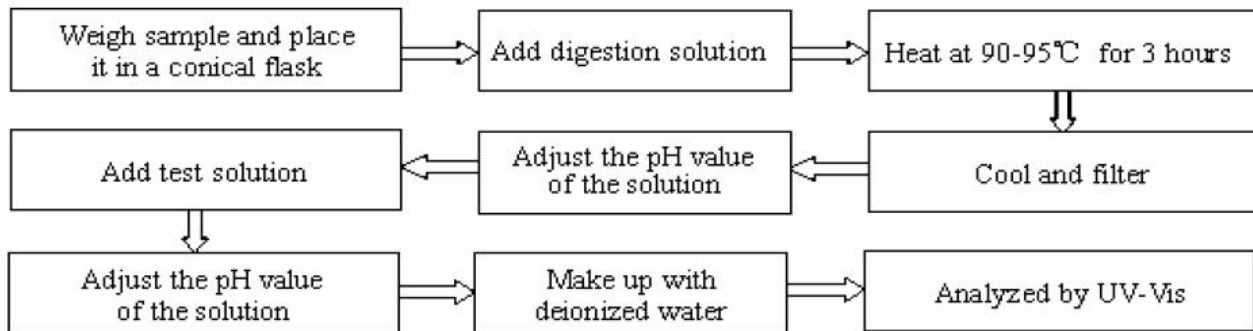 Weigh sample and place
it in a conical flask
Add digestion solution
Heat at 90-95℃ for 3 hours
Cool and filter
Adjust the pH value
of the solution
Add test solution
Adjust the pH value
of the solution
Make up with
deionized water
Analyzed by UV-Vis